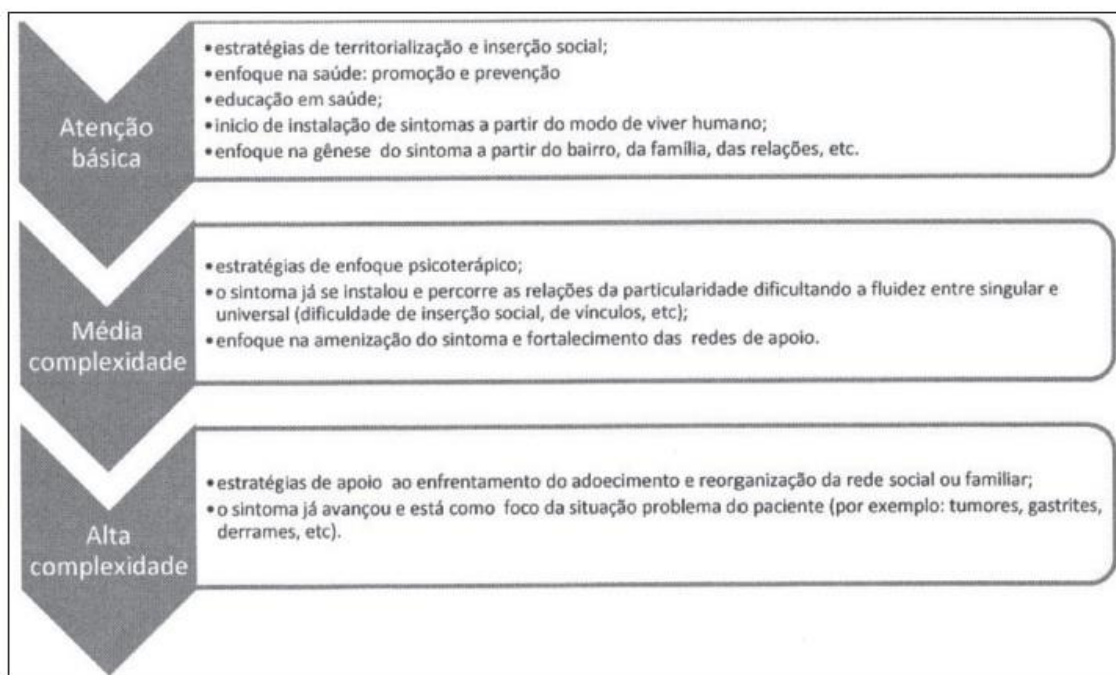 Atenção
básica
•estratégias de territorialização e inserção social;
•enfoque na saúde: promoção e prevenção
•educação em saúde;
•inicio de instalação de sintomas a partir do modo de viver humano;
•enfoque na gênese do sintoma a partir do bairro, da família, das relações, etc.
Média
complexidade
•estratégias de enfoque psicoterápico;
•o sintoma já se instalou e percorre as relações da particularidade dificultando a fluidez entre singular e
universal (dificuldade de inserção social, de vínculos, etc);
•enfoque na amenização do sintoma e fortalecimento das redes de apoio.
Alta
complexidade
•estratégias de apoio ao enfrentamento do adoecimento e reorganização da rede social ou familiar;
•o sintoma já avançou e está como foco da situação problema do paciente (por exemplo: tumores, gastrites,
derrames, etc).